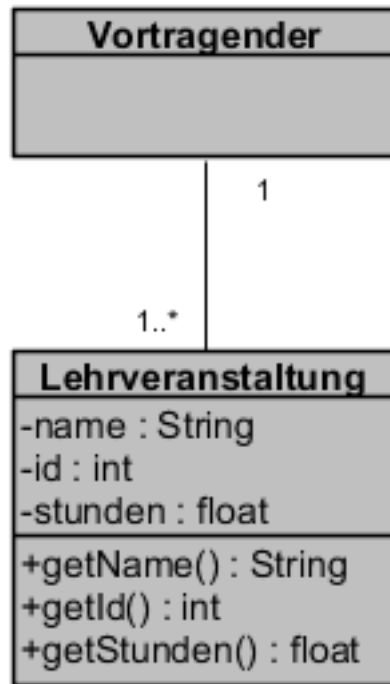 Vortragender
1
1..*
Lehrveranstaltung
-name : String
-id : int
-stunden : float
+getName() : String
+getId() : int
+getStunden() : float